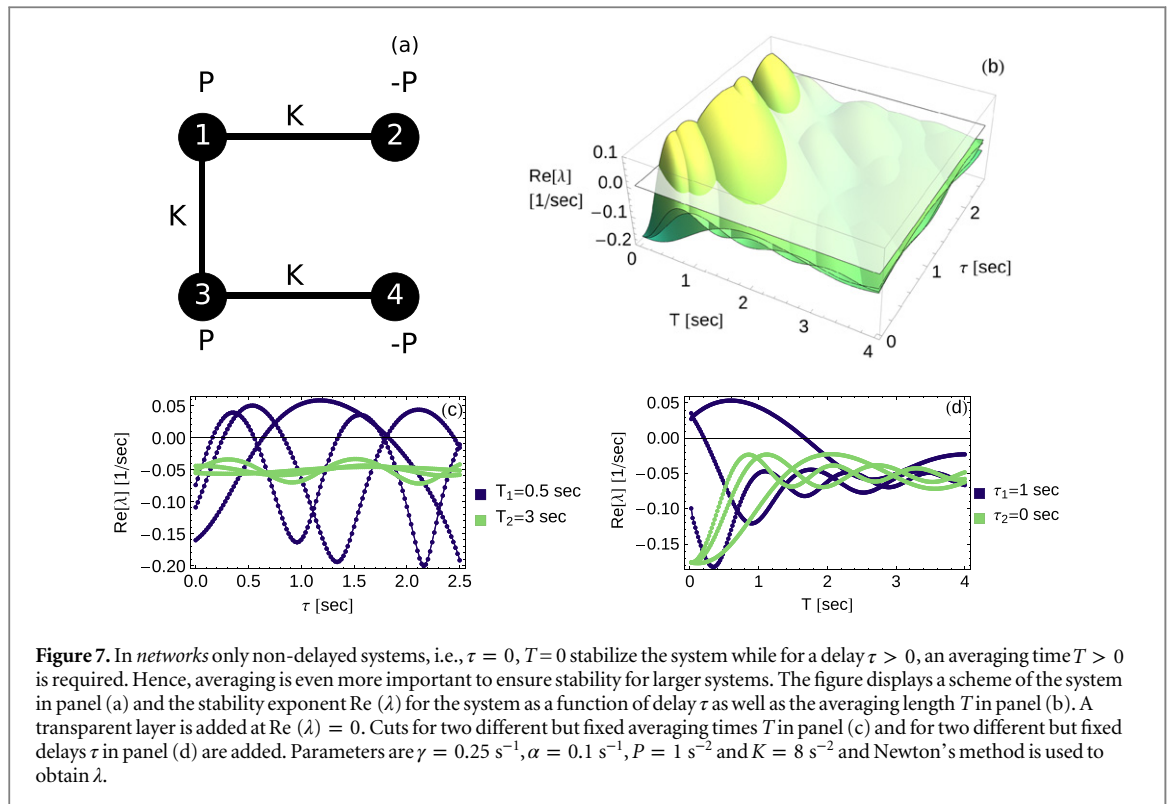 (a)
P
-P
1
K
2
K
3
K
4
P
-P
(b)
Re[λ]
[1/sec]
0.1
0.0
−0.1
−0.2
0
1
2
3
4
T [sec]
0
1
2
τ [sec]
(c)
Re[λ] [1/sec]
0.05
0.00
−0.05
−0.10
−0.15
−0.20
0.0 0.5 1.0 1.5 2.0 2.5
τ [sec]
T₁=0.5 sec
T₂=3 sec
(d)
Re[λ] [1/sec]
0.05
0.00
−0.05
−0.10
−0.15
0 1 2 3 4
T [sec]
τ₁=1 sec
τ₂=0 sec
Figure 7. In networks only non-delayed systems, i.e., τ = 0, T = 0 stabilize the system while for a delay τ > 0, an averaging time T > 0
is required. Hence, averaging is even more important to ensure stability for larger systems. The figure displays a scheme of the system
in panel (a) and the stability exponent Re (λ) for the system as a function of delay τ as well as the averaging length T in panel (b). A
transparent layer is added at Re (λ) = 0. Cuts for two different but fixed averaging times T in panel (c) and for two different but fixed
delays τ in panel (d) are added. Parameters are γ = 0.25 s⁻¹, α = 0.1 s⁻¹, P = 1 s⁻² and K = 8 s⁻² and Newton's method is used to
obtain λ.